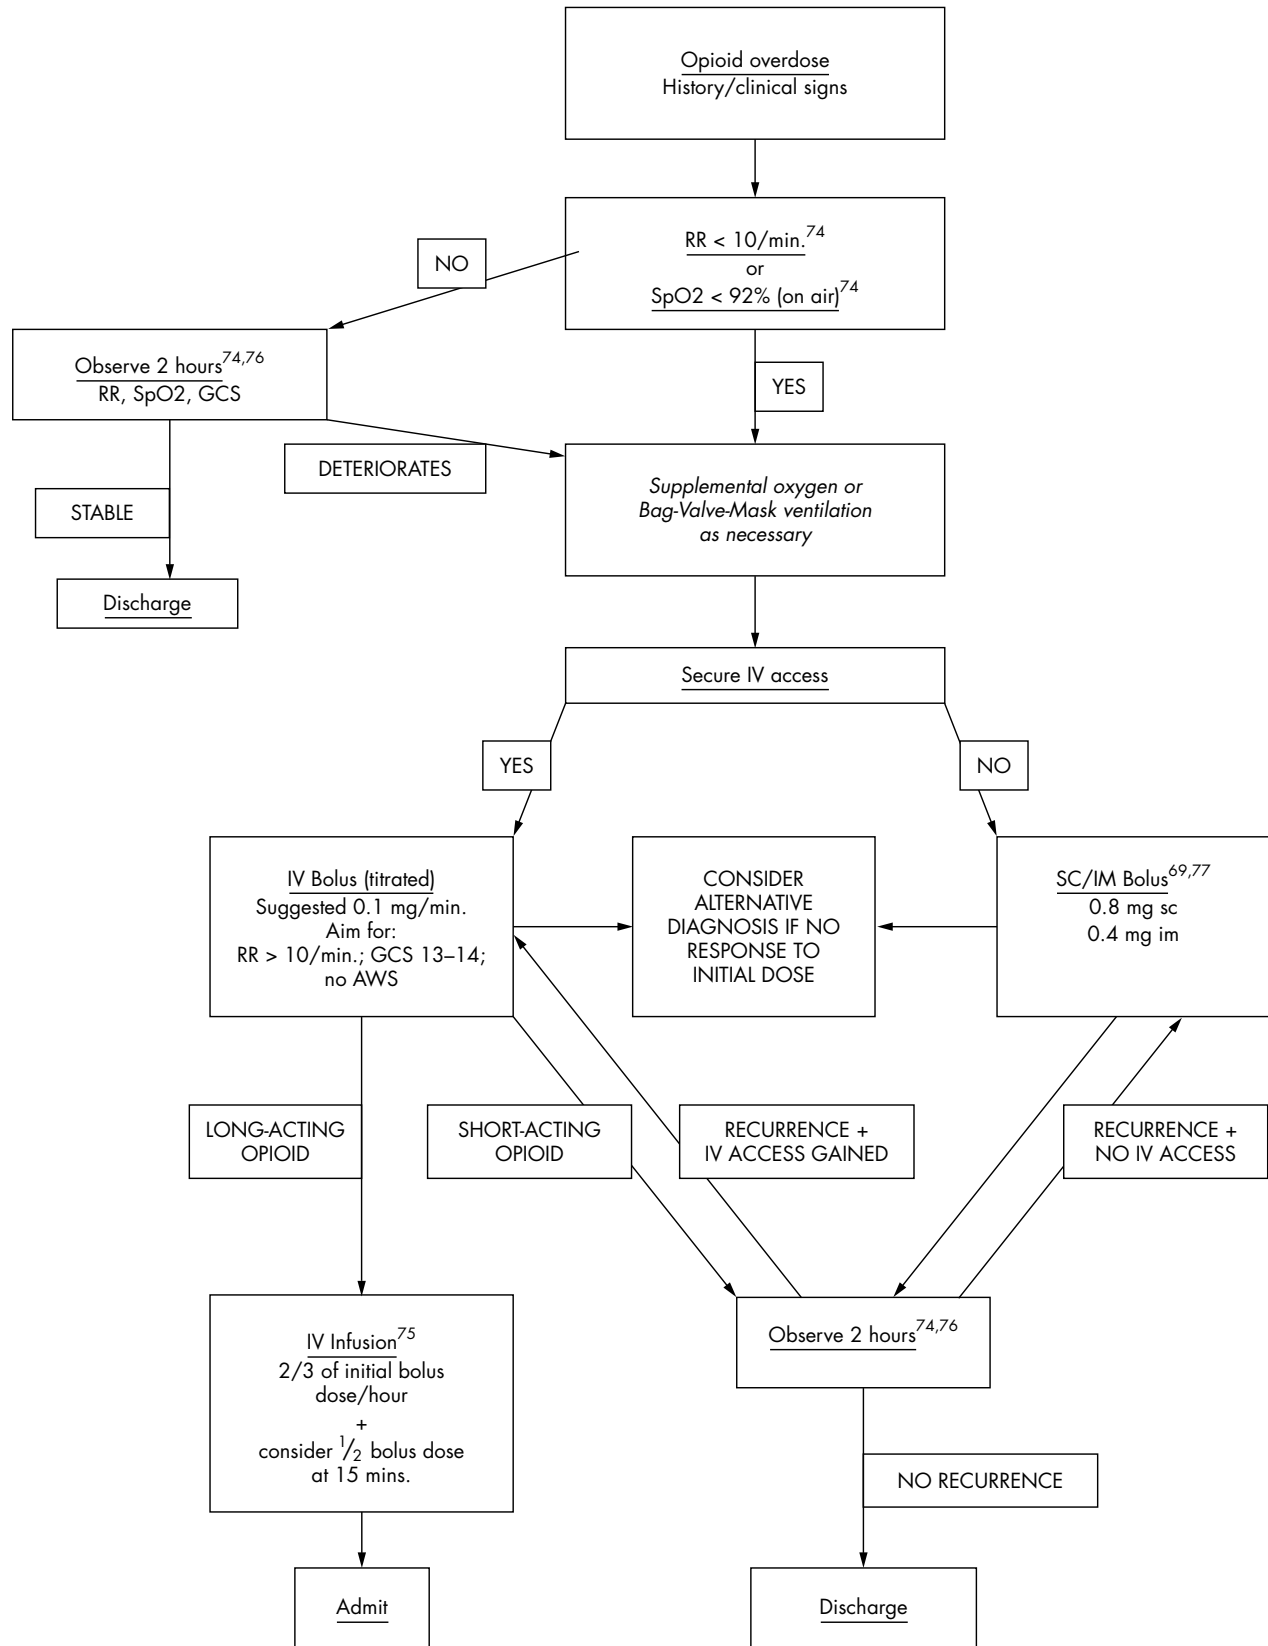 Opioid overdose
History/clinical signs
RR < 10/min.74
or
SpO2 < 92% (on air)74
NO
Observe 2 hours74,76
RR, SpO2, GCS
YES
DETERIORATES
Supplemental oxygen or
Bag-Valve-Mask ventilation
as necessary
STABLE
Discharge
Secure IV access
YES
NO
IV Bolus (titrated)
Suggested 0.1 mg/min.
Aim for:
RR > 10/min.; GCS 13–14;
no AWS
CONSIDER
ALTERNATIVE
DIAGNOSIS IF NO
RESPONSE TO
INITIAL DOSE
SC/IM Bolus69,77
0.8 mg sc
0.4 mg im
LONG-ACTING
OPIOID
SHORT-ACTING
OPIOID
RECURRENCE +
IV ACCESS GAINED
RECURRENCE +
NO IV ACCESS
IV Infusion75
2/3 of initial bolus
dose/hour
+
consider 1/2 bolus dose
at 15 mins.
Observe 2 hours74,76
NO RECURRENCE
Admit
Discharge